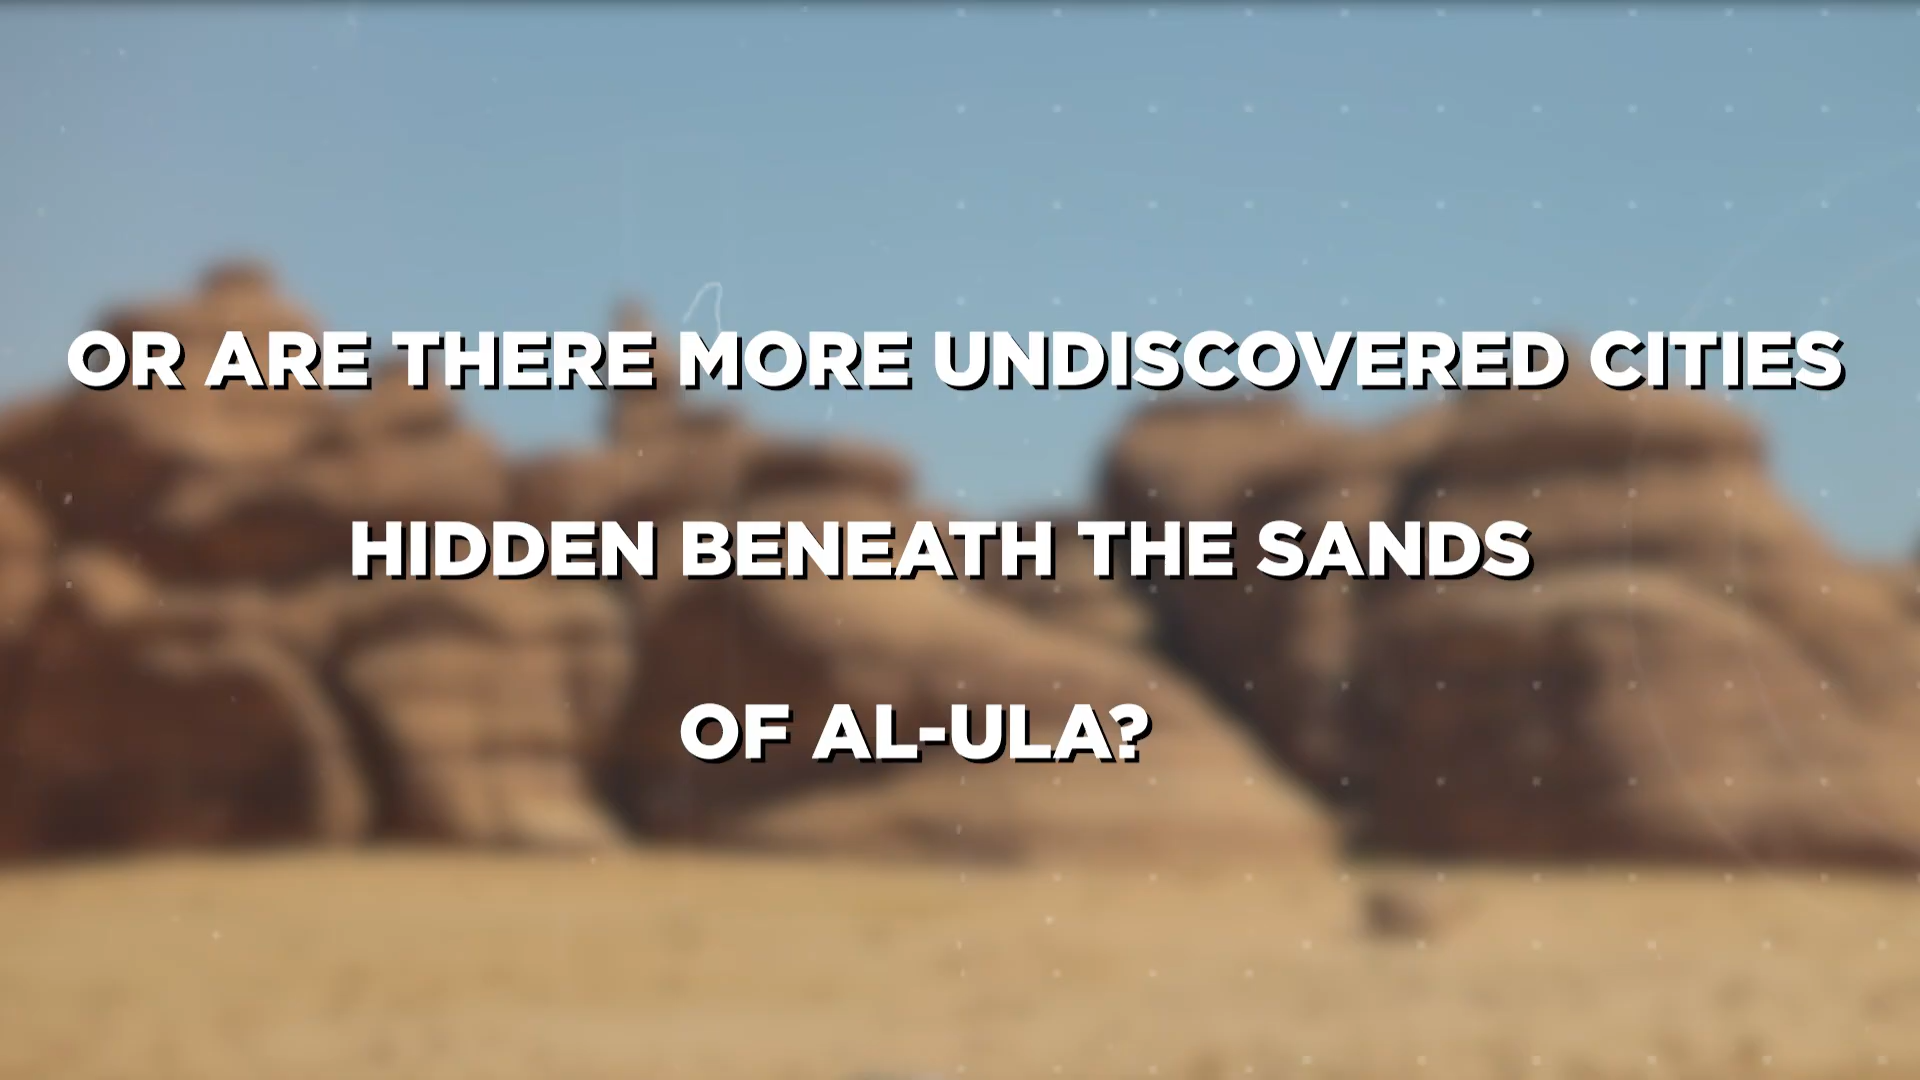 OR ARE THERE MORE UNDISCOVERED CITIES
HIDDEN BENEATH THE SANDS
OF AL-ULA?